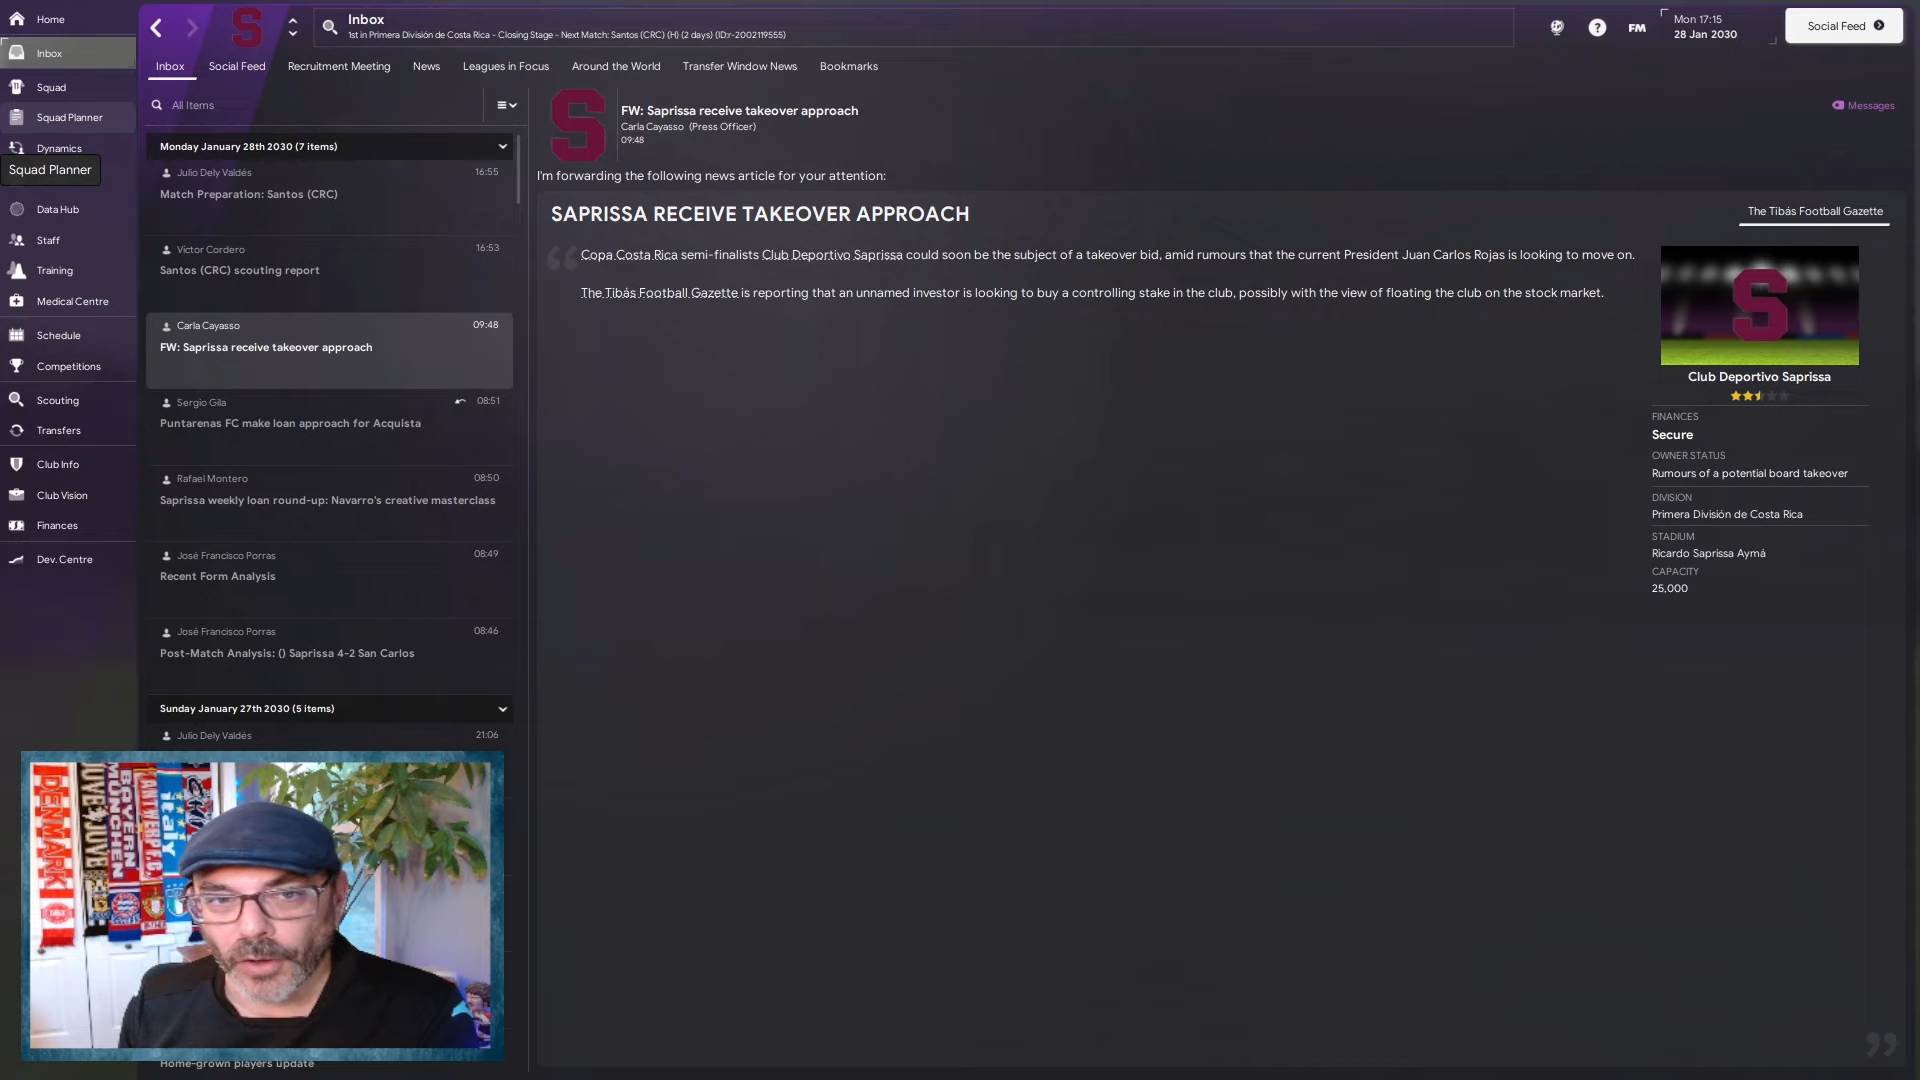 Home
Inbox
Squad
Squad Planner
Dynamics
Squad Planner
Data Hub
Staff
Training
Medical Centre
Schedule
Competitions
Scouting
Transfers
Club Info
Club Vision
Finances
Dev. Centre
Inbox
1st in Primera División de Costa Rica - Closing Stage - Next Match: Santos (CRC) (H) (2 days) (ID:r-2002119555)
FM
Mon 17:15
28 Jan 2030
Social Feed
Inbox Social Feed Recruitment Meeting News Leagues in Focus Around the World Transfer Window News Bookmarks
All Items
Monday January 28th 2030 (7 items)
Julio Dely Valdés 16:55
Match Preparation: Santos (CRC)
Víctor Cordero 16:53
Santos (CRC) scouting report
Carla Cayasso 09:48
FW: Saprissa receive takeover approach
Sergio Gila 08:51
Puntarenas FC make loan approach for Acquista
Rafael Montero 08:50
Saprissa weekly loan round-up: Navarro's creative masterclass
José Francisco Porras 08:49
Recent Form Analysis
José Francisco Porras 08:46
Post-Match Analysis: () Saprissa 4-2 San Carlos
Sunday January 27th 2030 (5 items)
Julio Dely Valdés 21:06
Home-grown players update
S
FW: Saprissa receive takeover approach
Carla Cayasso (Press Officer)
09:48
Messages
I'm forwarding the following news article for your attention:
SAPRISSA RECEIVE TAKEOVER APPROACH
The Tibás Football Gazette
Copa Costa Rica semi-finalists Club Deportivo Saprissa could soon be the subject of a takeover bid, amid rumours that the current President Juan Carlos Rojas is looking to move on.
The Tibás Football Gazette is reporting that an unnamed investor is looking to buy a controlling stake in the club, possibly with the view of floating the club on the stock market.
S
Club Deportivo Saprissa
FINANCES
Secure
OWNER STATUS
Rumours of a potential board takeover
DIVISION
Primera División de Costa Rica
STADIUM
Ricardo Saprissa Aymá
CAPACITY
25,000
DENMARK
JUVE JUVE
BAYERN
MÜNCHEN
ANTWERP F.C.
Italy